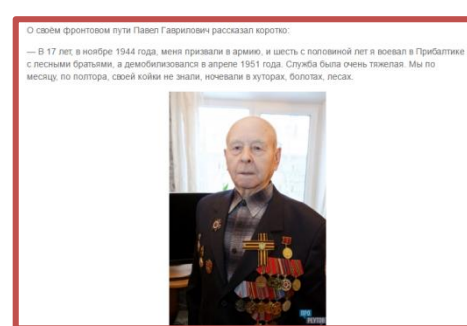 О своём фронтовом пути Павел Гаврилович рассказал коротко:
— В 17 лет, в ноябре 1944 года, меня призвали в армию, и шесть с половиной лет я воевал в Прибалтике
с лесными братьями, а демобилизовался в апреле 1951 года. Служба была очень тяжелая. Мы по
месяцу, по полтора, своей койки не знали, ночевали в хуторах, болотах, лесах.
ПРО
РЕУТОВ